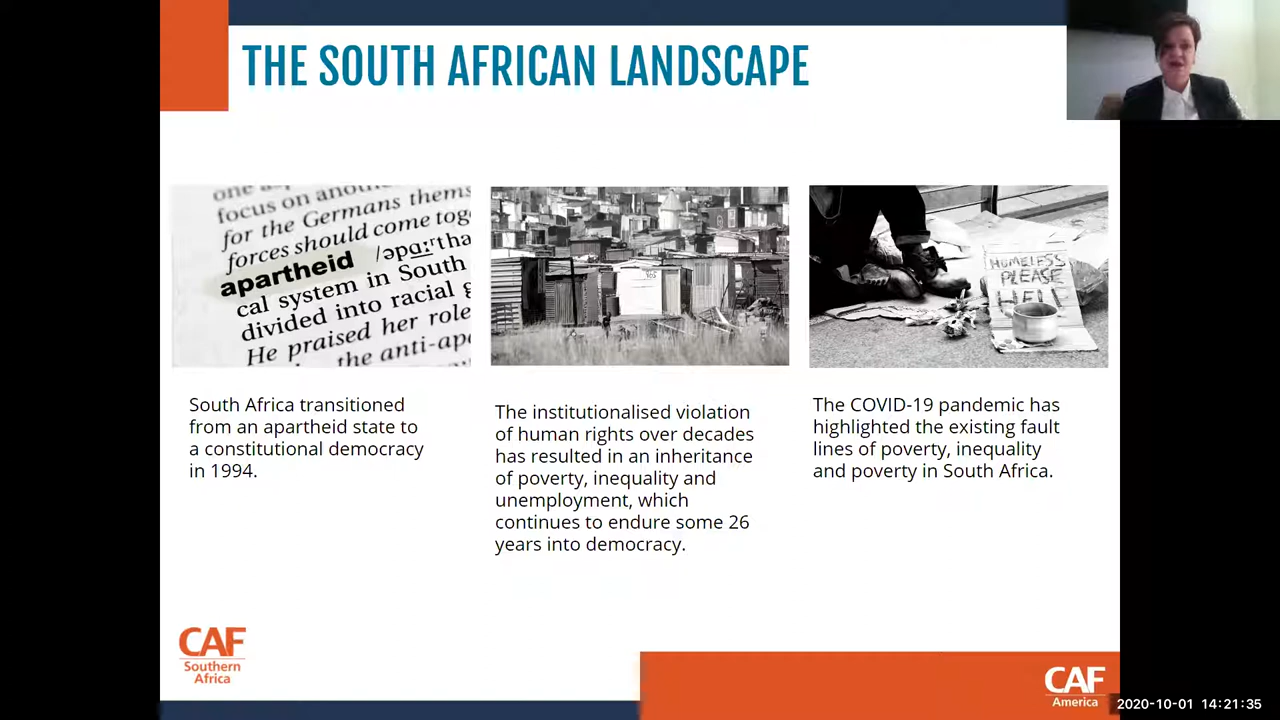 THE SOUTH AFRICAN LANDSCAPE
focus on
for the Germans thems
forces should come tog
apartheid /əpɑːʳtha
cal system in South
divided into racial g
He praised her role
the anti-ap
HOMELESS
PLEASE
South Africa transitioned
from an apartheid state to
a constitutional democracy
in 1994.
The institutionalised violation
of human rights over decades
has resulted in an inheritance
of poverty, inequality and
unemployment, which
continues to endure some 26
years into democracy.
The COVID-19 pandemic has
highlighted the existing fault
lines of poverty, inequality
and poverty in South Africa.
CAF
Southern
Africa
CAF
America
2020-10-01 14:21:35